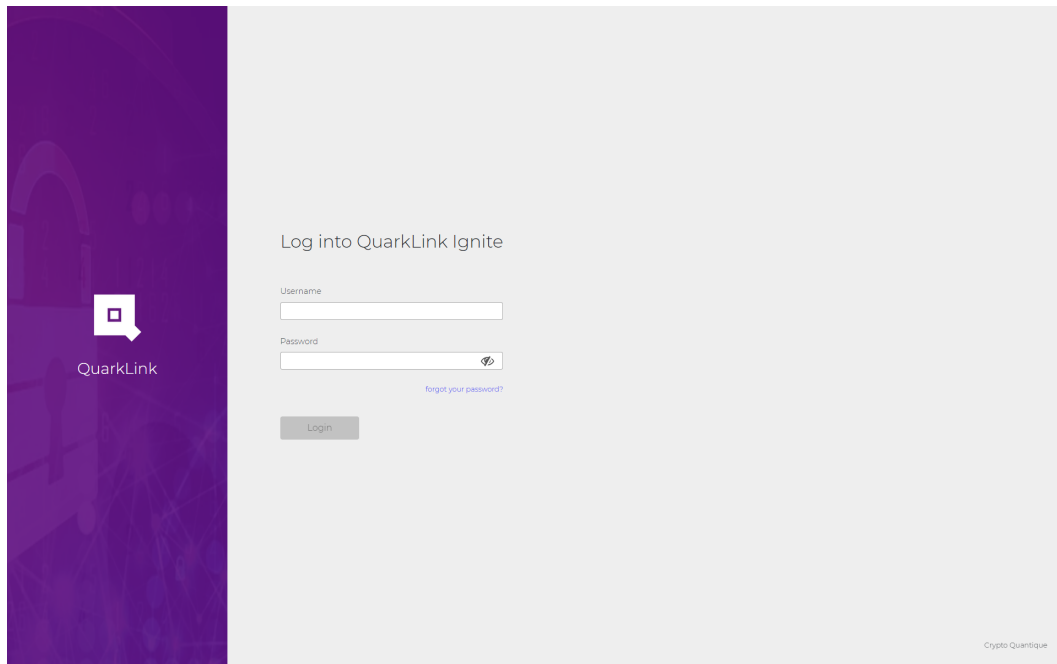 QuarkLink
Log into QuarkLink Ignite
Username
Password
forgot your password?
Login
Crypto Quantique